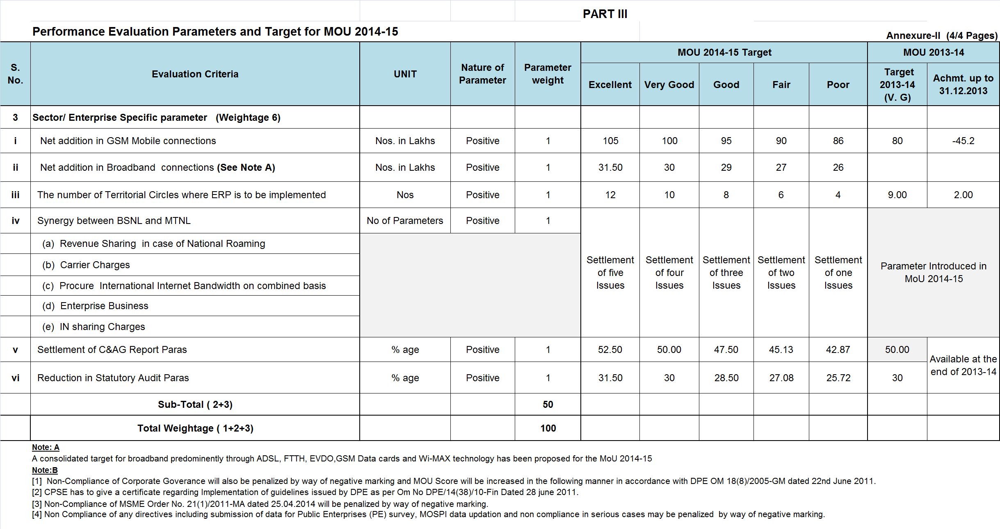 PART III
Performance Evaluation Parameters and Target for MOU 2014-15
Annexure-II (4/4 Pages)
S. No. Evaluation Criteria UNIT Nature of Parameter Parameter weight MOU 2014-15 Target MOU 2013-14
Excellent Very Good Good Fair Poor Target 2013-14 (V. G) Achmt. up to 31.12.2013
3 Sector/ Enterprise Specific parameter (Weightage 6)
i Net addition in GSM Mobile connections Nos. in Lakhs Positive 1 105 100 95 90 86 80 -45.2
ii Net addition in Broadband connections (See Note A) Nos. in Lakhs Positive 1 31.50 30 29 27 26
iii The number of Territorial Circles where ERP is to be implemented Nos Positive 1 12 10 8 6 4 9.00 2.00
iv Synergy between BSNL and MTNL No of Parameters Positive 1 Settlement of five Issues Settlement of four Issues Settlement of three Issues Settlement of two Issues Settlement of one Issues Parameter Introduced in MoU 2014-15
(a) Revenue Sharing in case of National Roaming
(b) Carrier Charges
(c) Procure International Internet Bandwidth on combined basis
(d) Enterprise Business
(e) IN sharing Charges
v Settlement of C&AG Report Paras % age Positive 1 52.50 50.00 47.50 45.13 42.87 50.00 Available at the end of 2013-14
vi Reduction in Statutory Audit Paras % age Positive 1 31.50 30 28.50 27.08 25.72 30
Sub-Total ( 2+3) 50
Total Weightage ( 1+2+3) 100
Note: A
A consolidated target for broadband predominently through ADSL, FTTH, EVDO,GSM Data cards and Wi-MAX technology has been proposed for the MoU 2014-15
Note:B
[1] Non-Compliance of Corporate Goverance will also be penalized by way of negative marking and MOU Score will be increased in the following manner in accordance with DPE OM 18(8)/2005-GM dated 22nd June 2011.
[2] CPSE has to give a certificate regarding Implementation of guidelines issued by DPE as per Om No DPE/14(38)/10-Fin Dated 28 june 2011.
[3] Non-Compliance of MSME Order No. 21(1)/2011-MA dated 25.04.2014 will be penalized by way of negative marking.
[4] Non Compliance of any directives including submission of data for Public Enterprises (PE) survey, MOSPI data updation and non compliance in serious cases may be penalized by way of negative marking.